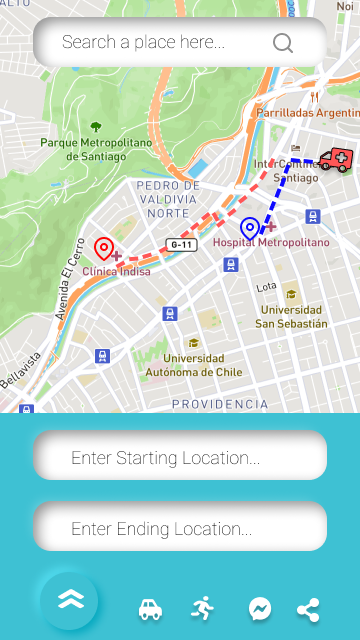 ALTO
Noi
Search a place here...
Parrilladas Argentin
Parque Metropolitano
de Santiago
InterContinental
Santiago
PEDRO DE
VALDIVIA
NORTE
G-11
Hospital Metropolitano
Clínica Indisa
Avenida El Cerro
Lota
Universidad
San Sebastián
Universidad
Autónoma de Chile
Bellavista
PROVIDENCIA
Enter Starting Location...
Enter Ending Location...